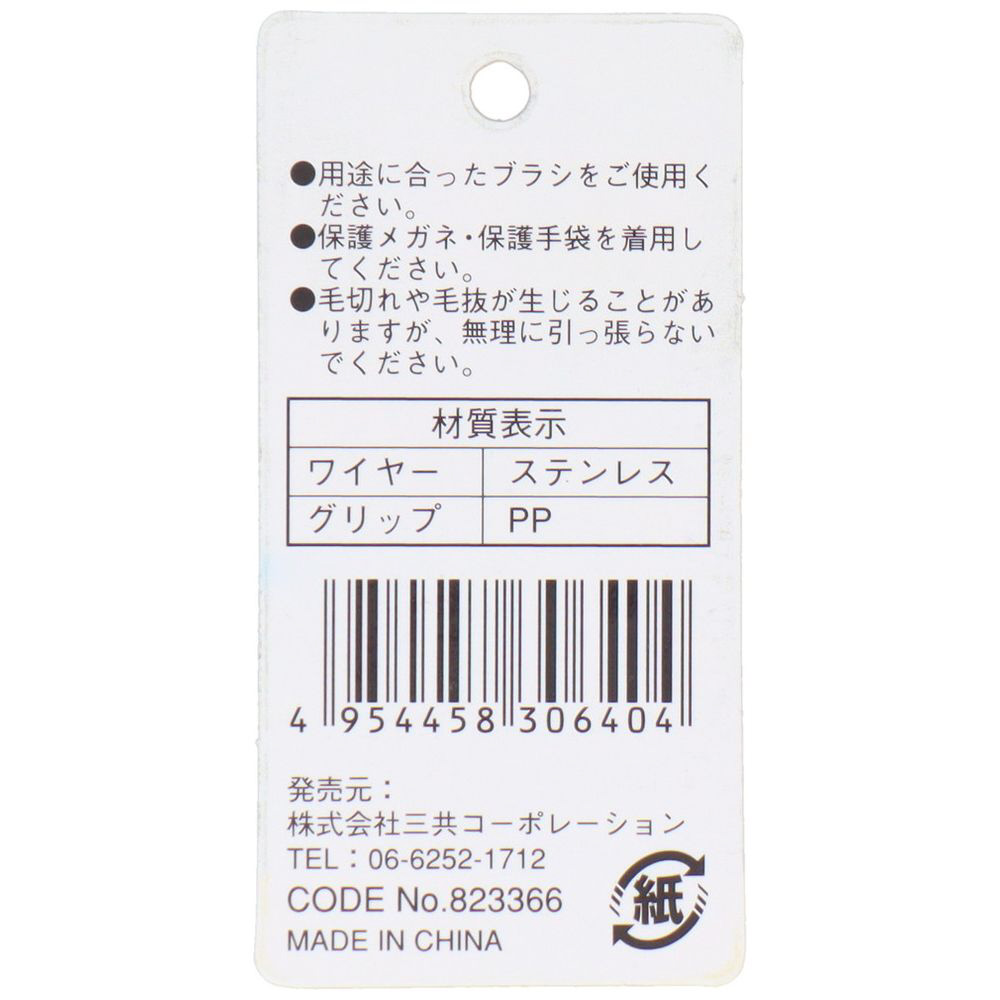 ●用途に合ったブラシをご使用く
ださい。
●保護メガネ・保護手袋を着用し
てください。
●毛切れや毛抜が生じることがあ
りますが、無理に引っ張らない
でください。
材質表示
ワイヤー ステンレス
グリップ PP
4 954458 306404
発売元：
株式会社三共コーポレーション
TEL：06-6252-1712
CODE No.823366
MADE IN CHINA
紙